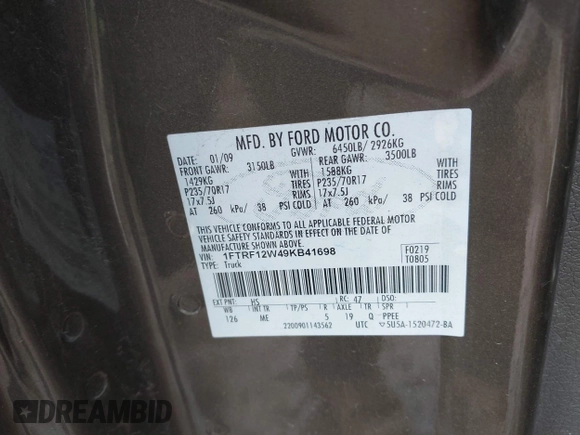 MFD. BY FORD MOTOR CO.
DATE: 01/09 GVWR: 6450LB/ 2926KG
FRONT GAWR: 3150LB REAR GAWR: 3500LB
1429KG WITH 1588KG WITH
P235/70R17 TIRES P235/70R17 TIRES
17x7.5J RIMS 17x7.5J RIMS
AT 260 kPa/ 38 PSI COLD AT 260 kPa/ 38 PSI COLD
THIS VEHICLE CONFORMS TO ALL APPLICABLE FEDERAL MOTOR
VEHICLE SAFETY STANDARDS IN EFFECT ON THE DATE OF
MANUFACTURE SHOWN ABOVE.
VIN: 1FTRF12W49KB41698 F0219
TYPE: Truck T0805
EXT PNT: HS RC: 47 DSO:
WB INT TR TP/PS R AXLE TR SPR
126 ME 5 19 Q PPEE
2200901143562 UTC 5U5A-1520472-BA
DREAMBID